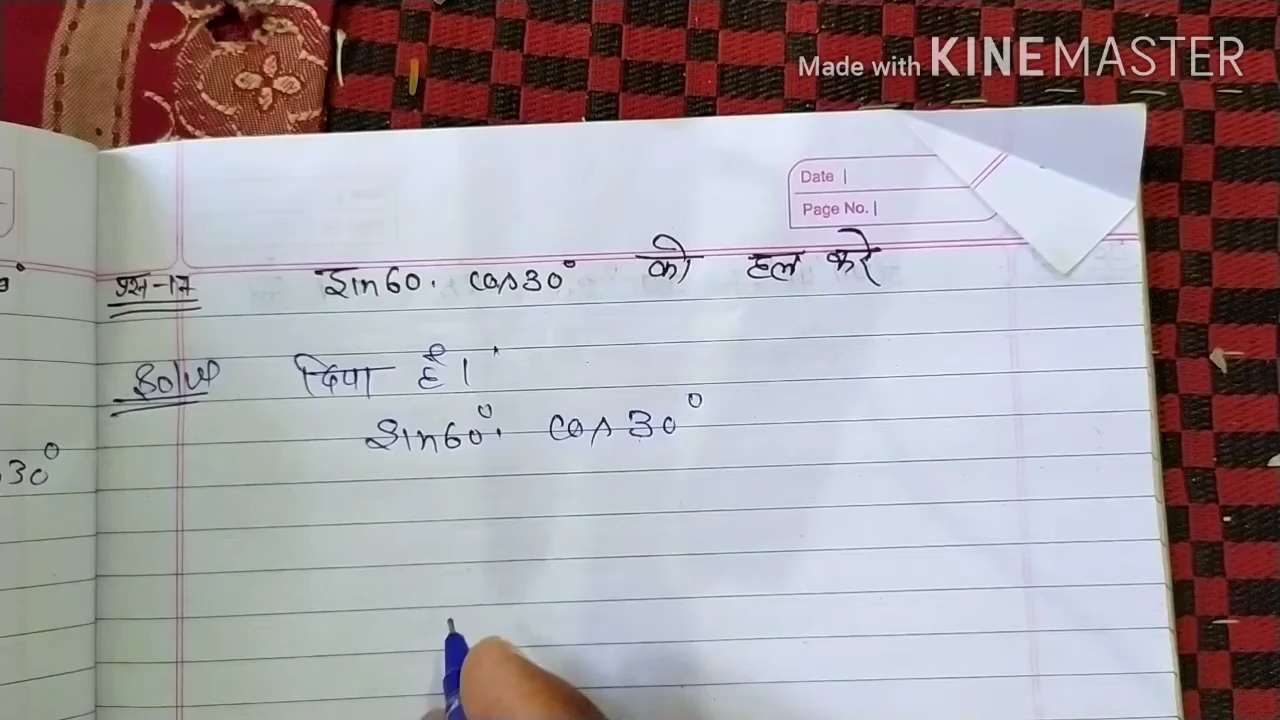 Made with KINEMASTER
Date |
Page No. |
प्रश्न-17 sin60. cos30° को हल करे
Solve दिया है।
sin60°. cos30°
30°